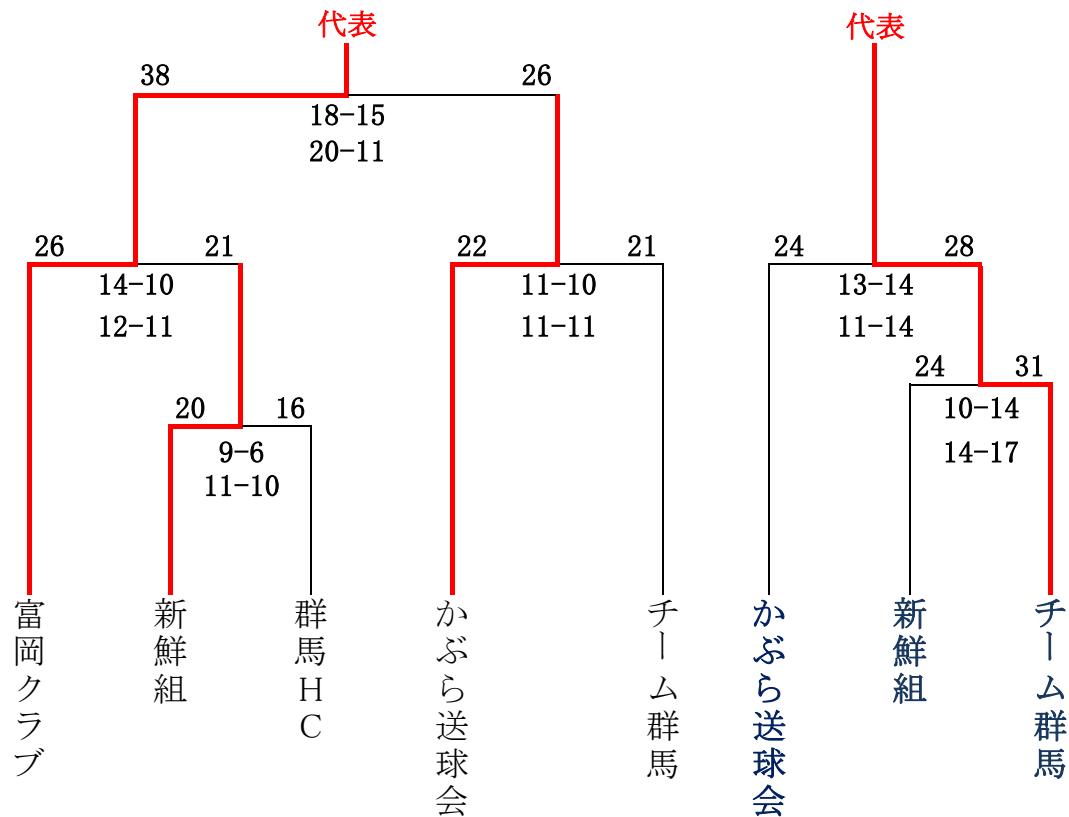 代表
代表
38
26
18-15
20-11
26
21
22
21
24
28
14-10
12-11
11-10
11-11
13-14
11-14
24
31
10-14
14-17
20
16
9-6
11-10
富岡クラブ
新鮮組
群馬HC
かぶら送球会
チーム群馬
かぶら送球会
新鮮組
チーム群馬